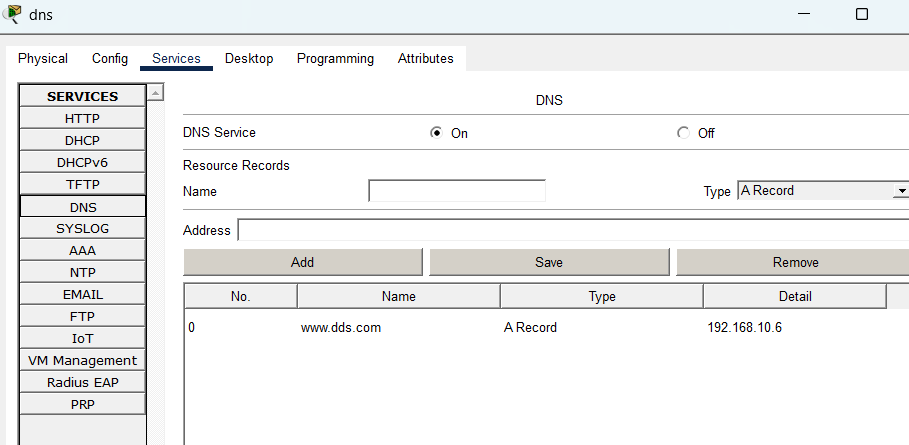 dns
Physical Config Services Desktop Programming Attributes
SERVICES
HTTP
DHCP
DHCPv6
TFTP
DNS
SYSLOG
AAA
NTP
EMAIL
FTP
IoT
VM Management
Radius EAP
PRP
DNS
DNS Service On Off
Resource Records
Name Type A Record
Address
Add Save Remove
No. Name Type Detail
0 www.dds.com A Record 192.168.10.6